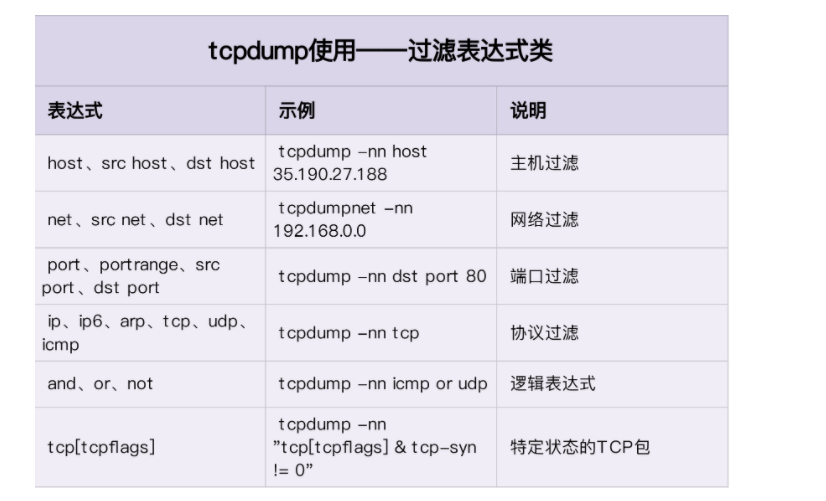 tcpdump使用——过滤表达式类
表达式
示例
说明
host、src host、dst host
tcpdump -nn host
35.190.27.188
主机过滤
net、src net、dst net
tcpdumpnet -nn
192.168.0.0
网络过滤
port、portrange、src
port、dst port
tcpdump -nn dst port 80
端口过滤
ip、ip6、arp、tcp、udp、
icmp
tcpdump -nn tcp
协议过滤
and、or、not
tcpdump -nn icmp or udp
逻辑表达式
tcp[tcpflags]
tcpdump -nn
”tcp[tcpflags] & tcp-syn
!= 0”
特定状态的TCP包